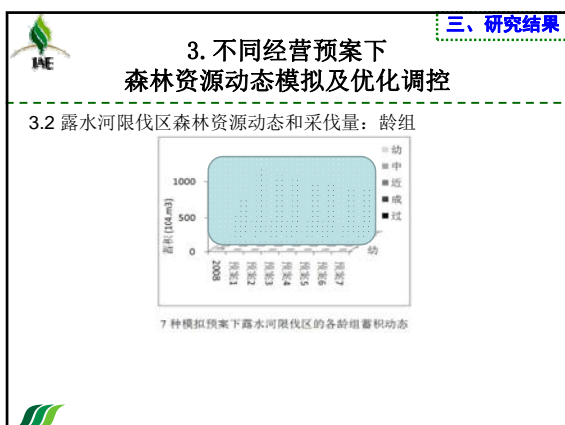 三、研究结果
IAE
3.不同经营预案下
森林资源动态模拟及优化调控
3.2 露水河限伐区森林资源动态和采伐量：龄组
幼
中
近
成
过
蓄积(104.m3)
1000
500
0
幼
2008
预案1
预案2
预案3
预案4
预案5
预案6
预案7
7 种模拟预案下露水河限伐区的各龄组蓄积动态